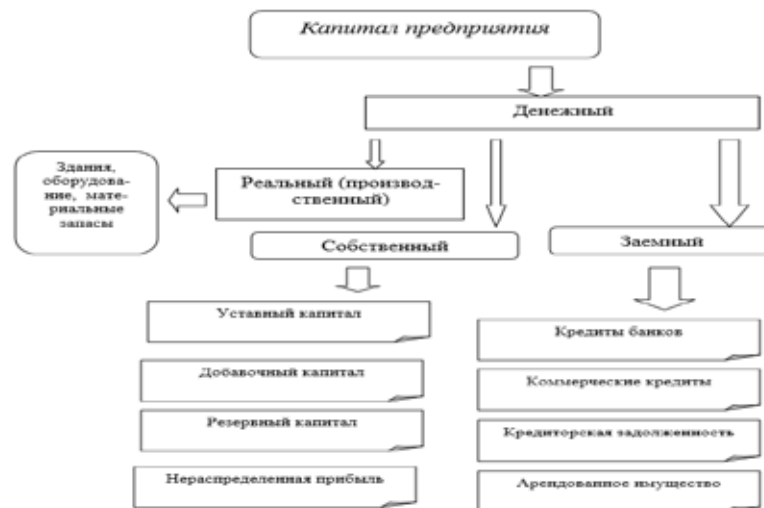 Капитал предприятия
Денежный
Здания,
оборудова-
ние, мате-
риальные
запасы
Реальный (производ-
ственный)
Собственный
Заемный
Уставный капитал
Добавочный капитал
Резервный капитал
Нераспределенная прибыль
Кредиты банков
Коммерческие кредиты
Кредиторская задолженность
Арендованное имущество